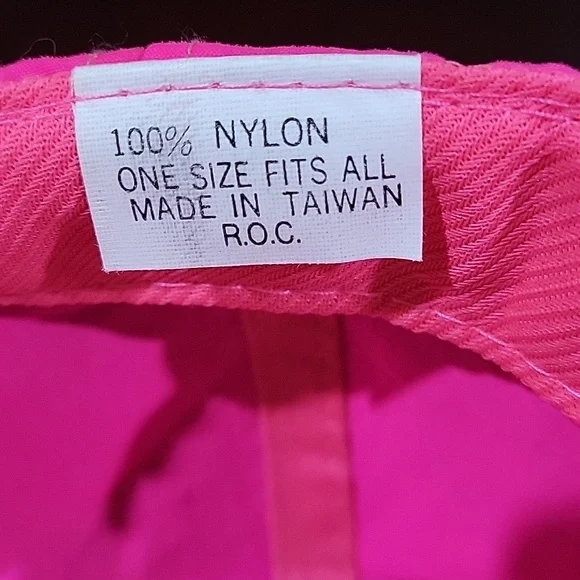 100% NYLON
ONE SIZE FITS ALL
MADE IN TAIWAN
R.O.C.